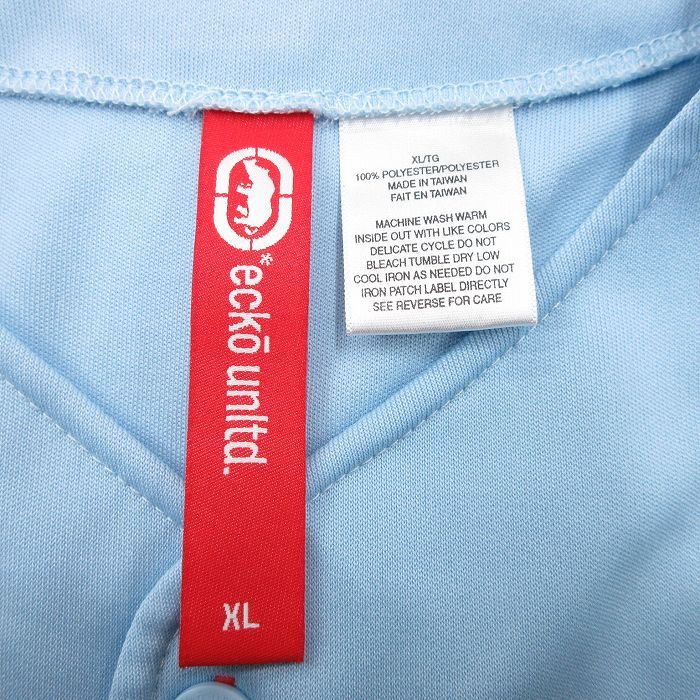 *eckō unltd.
XL
XL/TG
100% POLYESTER/POLYESTER
MADE IN TAIWAN
FAIT EN TAIWAN
MACHINE WASH WARM
INSIDE OUT WITH LIKE COLORS
DELICATE CYCLE DO NOT
BLEACH TUMBLE DRY LOW
COOL IRON AS NEEDED DO NOT
IRON PATCH LABEL DIRECTLY
SEE REVERSE FOR CARE